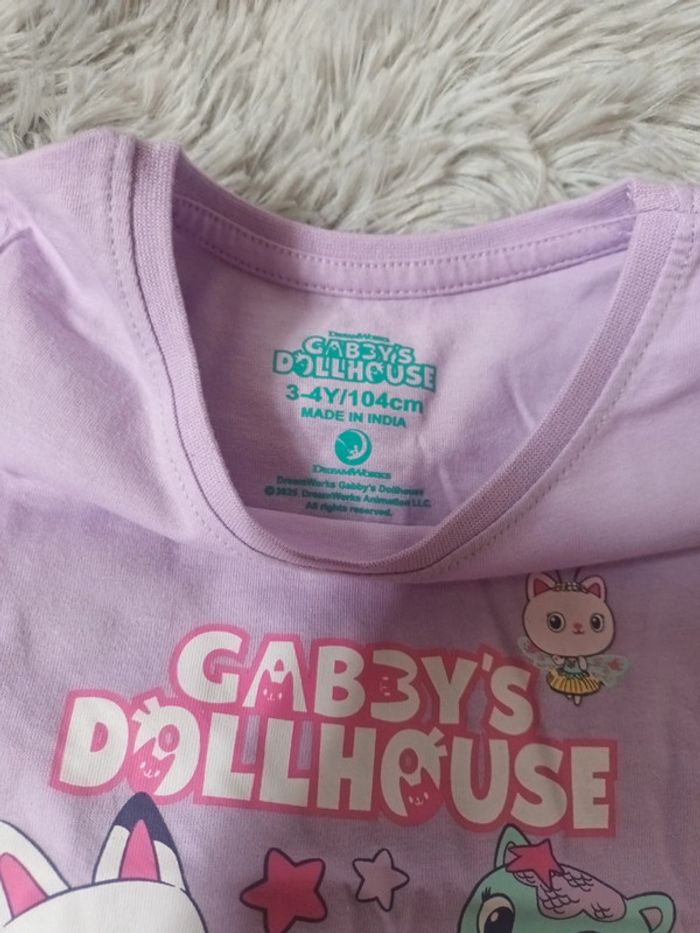 DREAMWORKS
GABBY'S
DOLLHOUSE
3-4Y/104cm
MADE IN INDIA
DREAMWORKS
DreamWorks Gabby's Dollhouse
©2025 DreamWorks Animation LLC.
All rights reserved.
GABBY'S
DOLLHOUSE